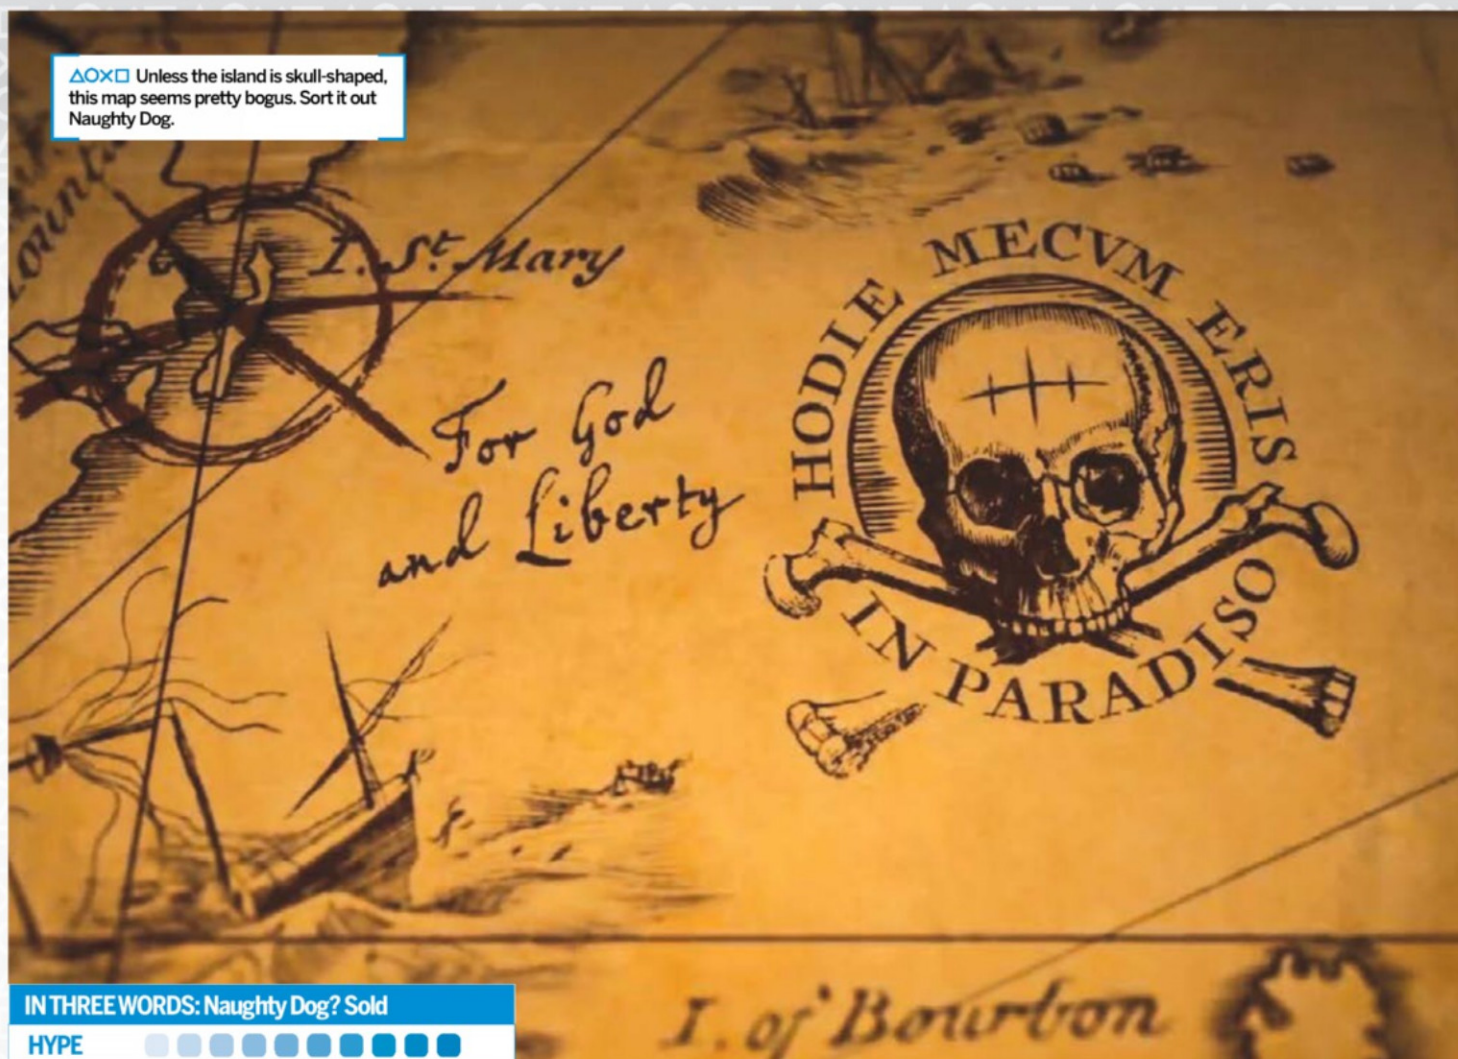 △○×□ Unless the island is skull-shaped,
this map seems pretty bogus. Sort it out
Naughty Dog.
I. St. Mary
For God
and Liberty
HODIE MECVM ERIS
IN PARADISO
I. of Bourbon
IN THREE WORDS: Naughty Dog? Sold
HYPE